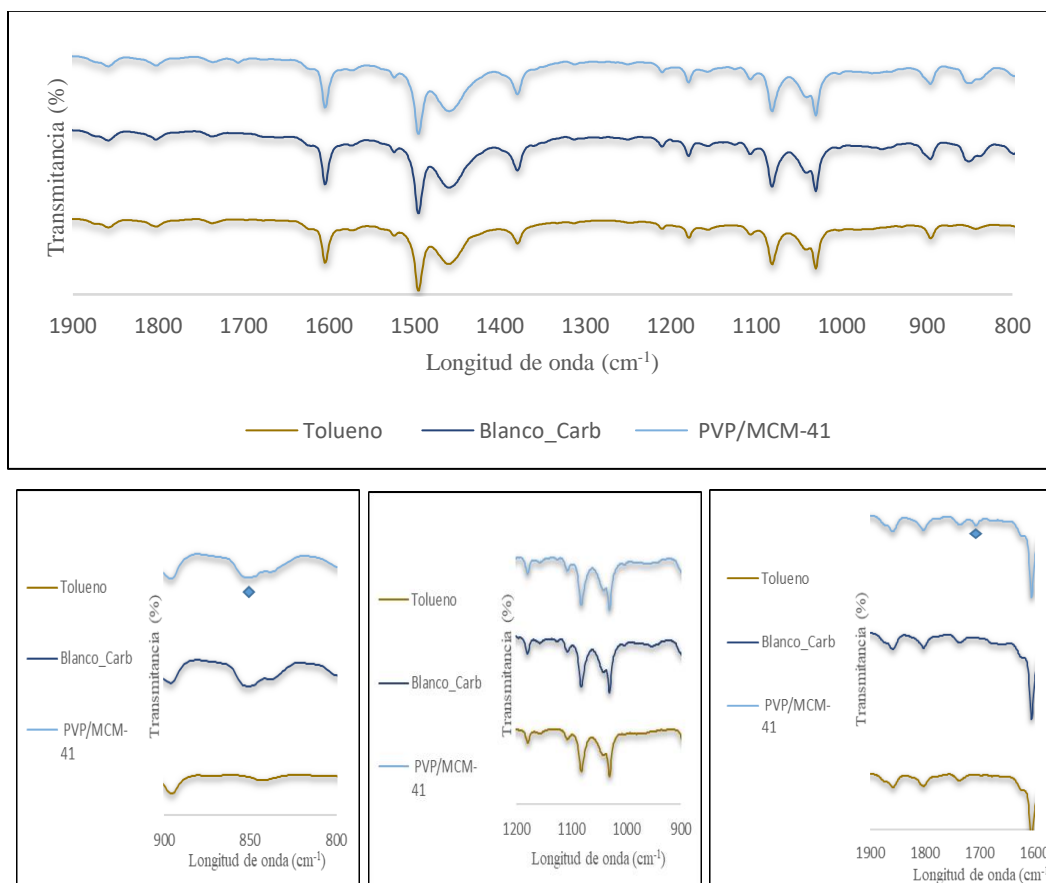 Transmitancia (%)
1900 1800 1700 1600 1500 1400 1300 1200 1100 1000 900 800
Longitud de onda (cm-1)
Tolueno Blanco_Carb PVP/MCM-41
Tolueno
Blanco_Carb
PVP/MCM-
41
Transmitancia (%)
900 850 800
Longitud de onda (cm-1)
Tolueno
Blanco_Carb
PVP/MCM-
41
Transmitancia (%)
1200 1100 1000 900
Longitud de onda (cm-1)
Tolueno
Blanco_Carb
PVP/MCM-
41
Transmitancia (%)
1900 1800 1700 1600
Longitud de onda (cm-1